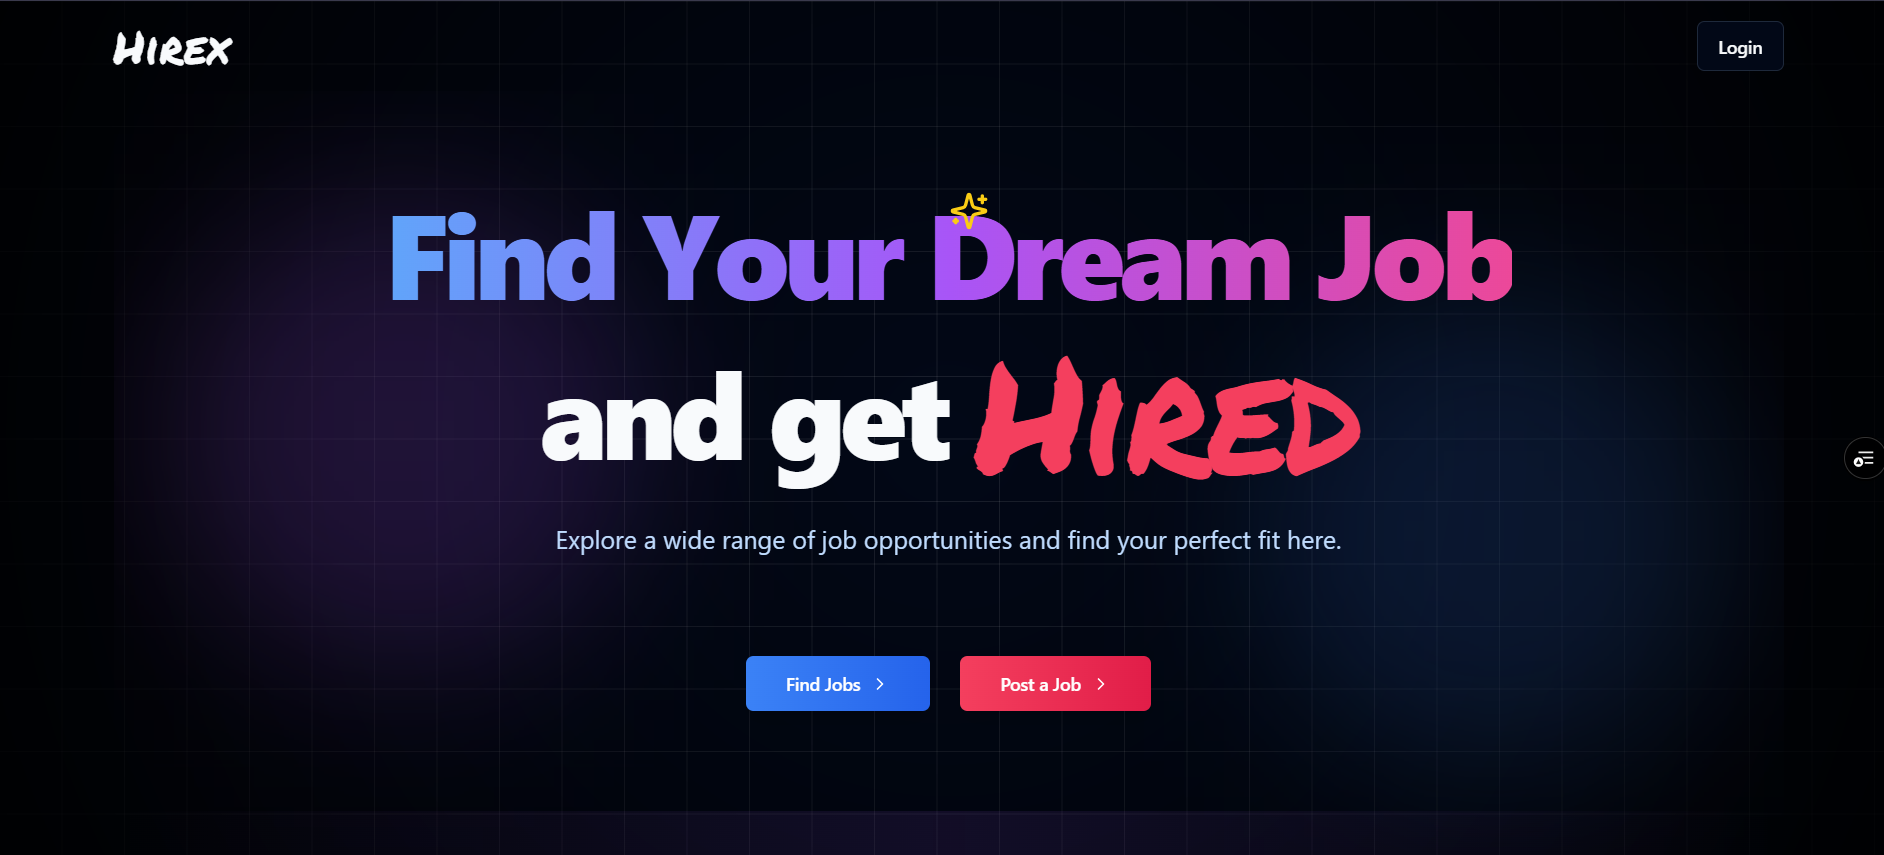 HIREX
Login
Find Your Dream Job
and get HIRED
Explore a wide range of job opportunities and find your perfect fit here.
Find Jobs
Post a Job